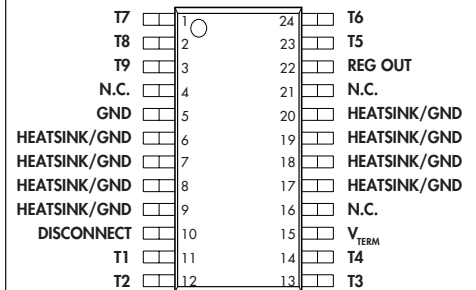 T7 1 24 T6
T8 2 23 T5
T9 3 22 REG OUT
N.C. 4 21 N.C.
GND 5 20 HEATSINK/GND
HEATSINK/GND 6 19 HEATSINK/GND
HEATSINK/GND 7 18 HEATSINK/GND
HEATSINK/GND 8 17 HEATSINK/GND
HEATSINK/GND 9 16 N.C.
DISCONNECT 10 15 VTERM
T1 11 14 T4
T2 12 13 T3